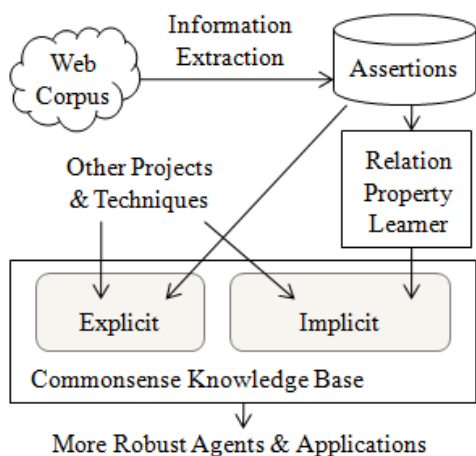 Web
Corpus
Information
Extraction
Assertions
Other Projects
& Techniques
Relation
Property
Learner
Explicit
Implicit
Commonsense Knowledge Base
More Robust Agents & Applications